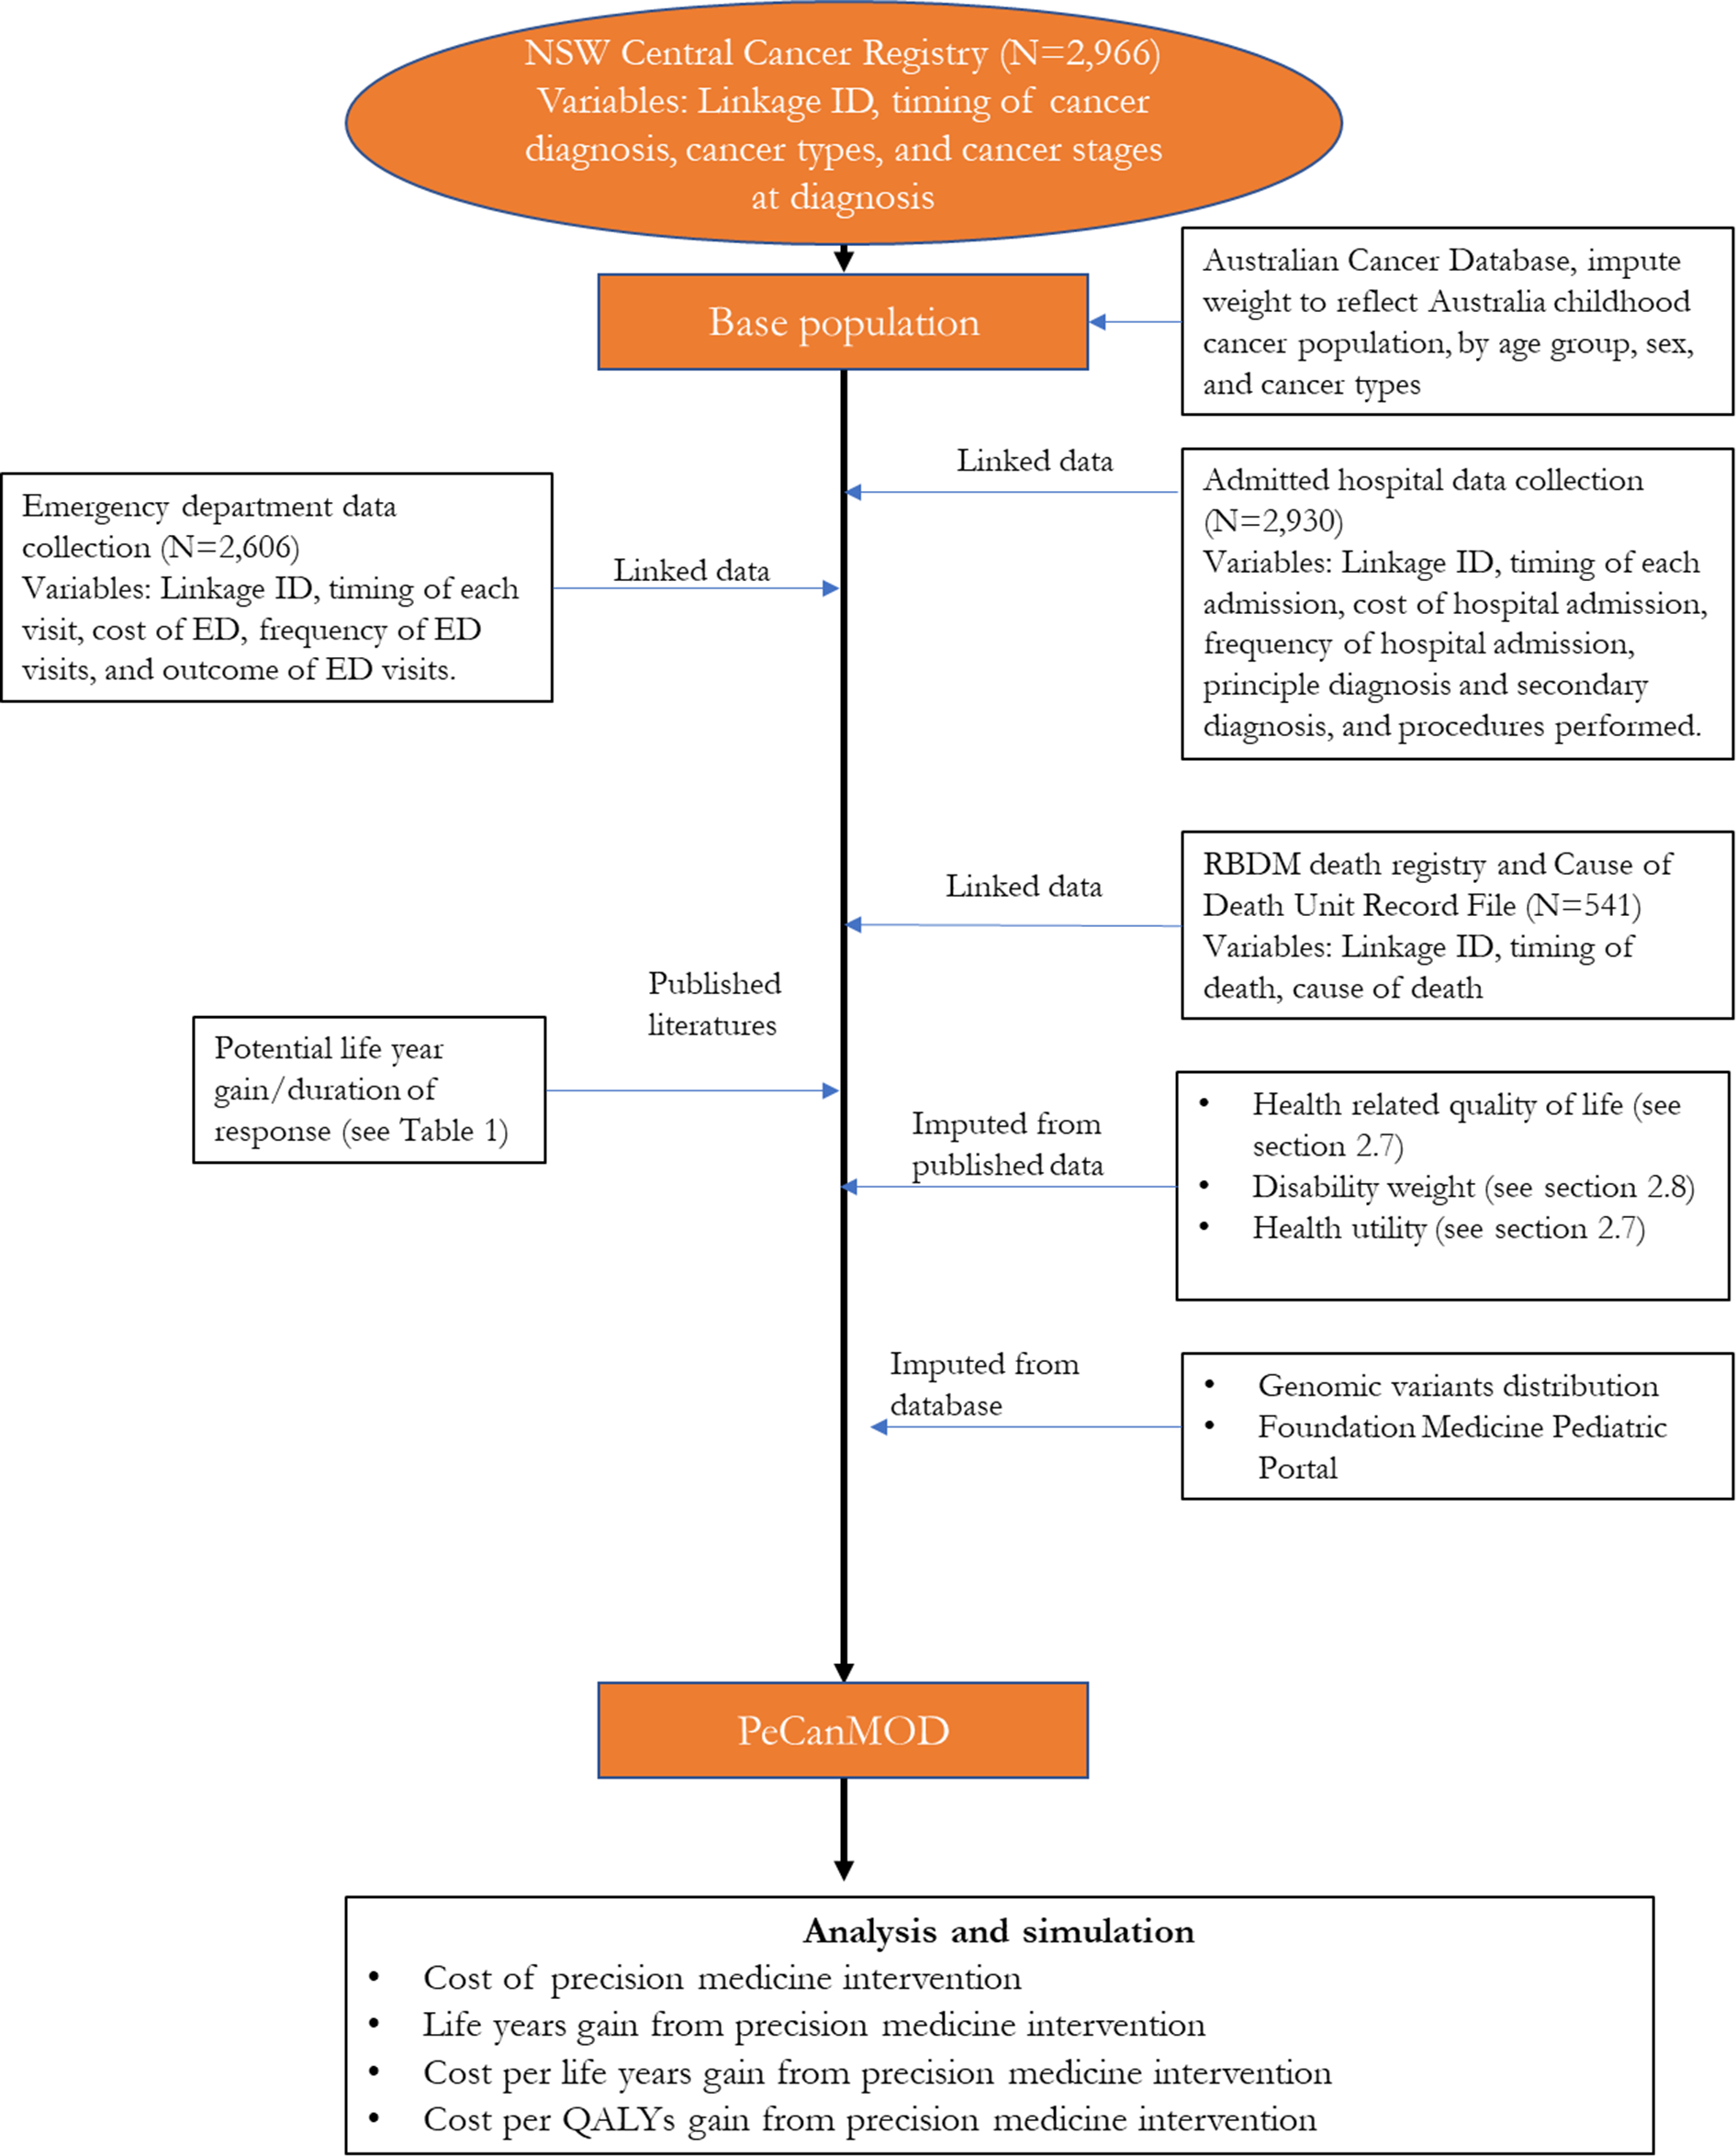 NSW Central Cancer Registry (N=2,966)
Variables: Linkage ID, timing of cancer
diagnosis, cancer types, and cancer stages
at diagnosis
Base population
Australian Cancer Database, impute
weight to reflect Australia childhood
cancer population, by age group, sex,
and cancer types
Linked data
Admitted hospital data collection
(N=2,930)
Variables: Linkage ID, timing of each
admission, cost of hospital admission,
frequency of hospital admission,
principle diagnosis and secondary
diagnosis, and procedures performed.
Emergency department data
collection (N=2,606)
Variables: Linkage ID, timing of each
visit, cost of ED, frequency of ED
visits, and outcome of ED visits.
Linked data
Linked data
RBDM death registry and Cause of
Death Unit Record File (N=541)
Variables: Linkage ID, timing of
death, cause of death
Published
literatures
Potential life year
gain/duration of
response (see Table 1)
Imputed from
published data
• Health related quality of life (see
section 2.7)
• Disability weight (see section 2.8)
• Health utility (see section 2.7)
Imputed from
database
• Genomic variants distribution
• Foundation Medicine Pediatric
Portal
PeCanMOD
Analysis and simulation
• Cost of precision medicine intervention
• Life years gain from precision medicine intervention
• Cost per life years gain from precision medicine intervention
• Cost per QALYs gain from precision medicine intervention